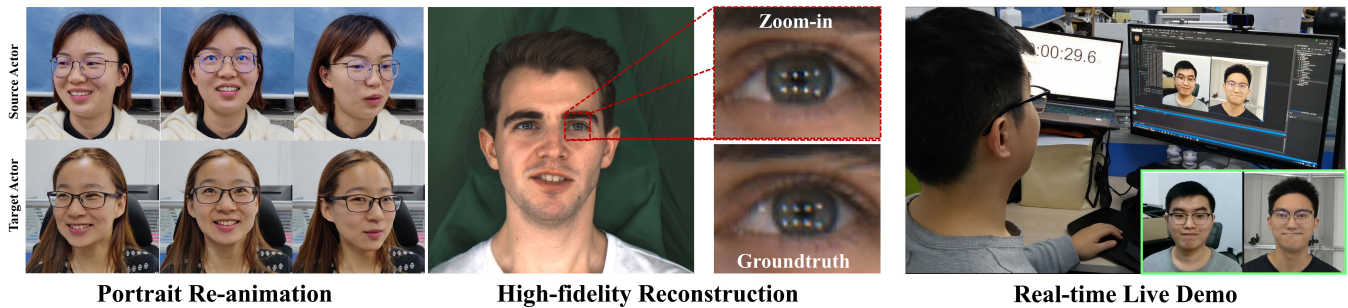 Source Actor
Target Actor
Zoom-in
Groundtruth
:00:29.6
Portrait Re-animation
High-fidelity Reconstruction
Real-time Live Demo